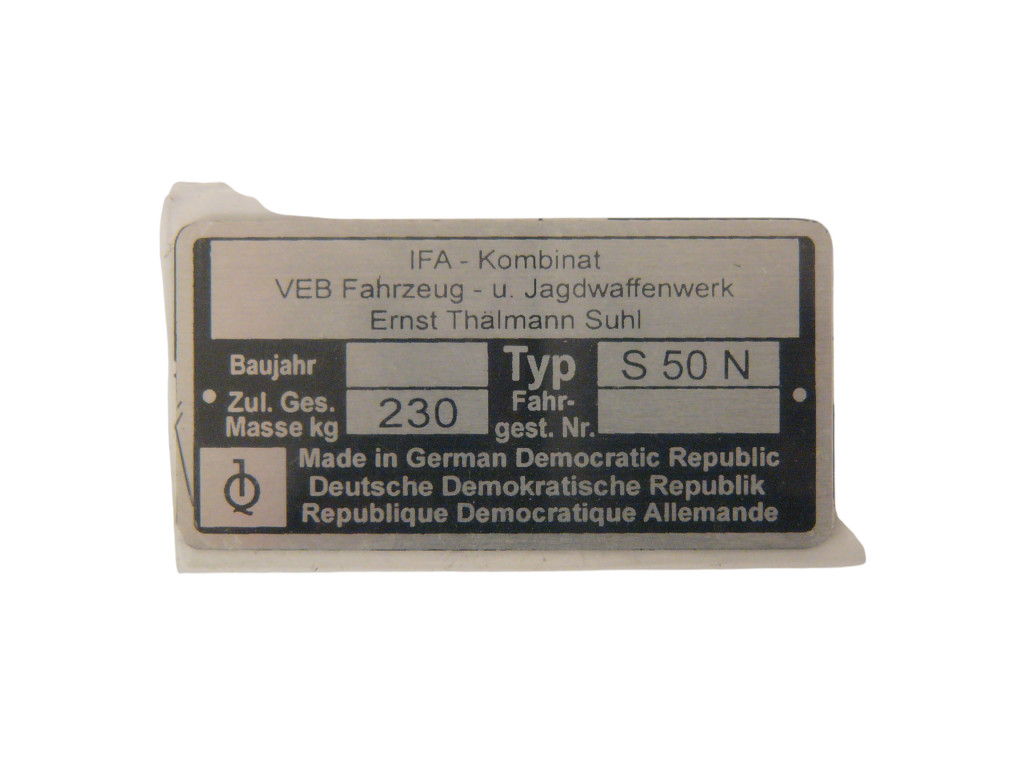 IFA - Kombinat
VEB Fahrzeug - u. Jagdwaffenwerk
Ernst Thälmann Suhl
Baujahr Typ S 50 N
Zul. Ges. Masse kg 230 Fahr-gest. Nr.
Made in German Democratic Republic
Deutsche Demokratische Republik
Republique Democratique Allemande
1Q